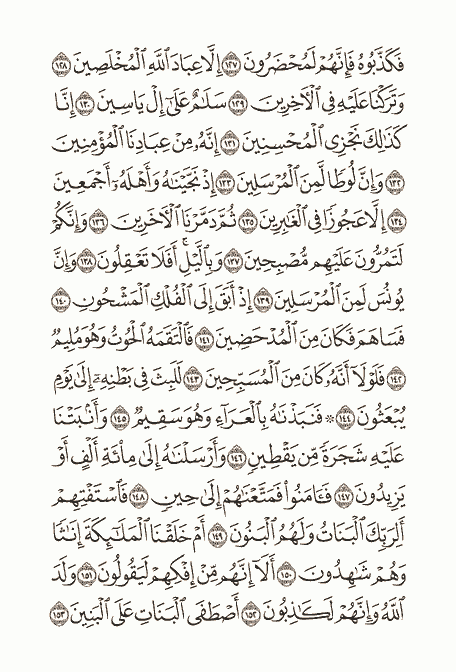 فَكَذَّبُوهُ فَإِنَّهُمْ لَمُحْضَرُونَ ١٢٧ إِلَّا عِبَادَ ٱللَّهِ ٱلْمُخْلَصِينَ ١٢٨
وَتَرَكْنَا عَلَيْهِ فِى ٱلْءَاخِرِينَ ١٢٩ سَلَٰمٌ عَلَىٰٓ إِلْ يَاسِينَ ١٣٠ إِنَّا
كَذَٰلِكَ نَجْزِى ٱلْمُحْسِنِينَ ١٣١ إِنَّهُۥ مِنْ عِبَادِنَا ٱلْمُؤْمِنِينَ
١٣٢ وَإِنَّ لُوطًا لَّمِنَ ٱلْمُرْسَلِينَ ١٣٣ إِذْ نَجَّيْنَٰهُ وَأَهْلَهُۥٓ أَجْمَعِينَ
١٣٤ إِلَّا عَجُوزًا فِى ٱلْغَٰبِرِينَ ١٣٥ ثُمَّ دَمَّرْنَا ٱلْءَاخَرِينَ ١٣٦ وَإِنَّكُمْ
لَتَمُرُّونَ عَلَيْهِم مُّصْبِحِينَ ١٣٧ وَبِٱلَّيْلِ ۗ أَفَلَا تَعْقِلُونَ ١٣٨ وَإِنَّ
يُونُسَ لَمِنَ ٱلْمُرْسَلِينَ ١٣٩ إِذْ أَبَقَ إِلَى ٱلْفُلْكِ ٱلْمَشْحُونِ ١٤٠
فَسَاهَمَ فَكَانَ مِنَ ٱلْمُدْحَضِينَ ١٤١ فَٱلْتَقَمَهُ ٱلْحُوتُ وَهُوَ مُلِيمٌ
١٤٢ فَلَوْلَآ أَنَّهُۥ كَانَ مِنَ ٱلْمُسَبِّحِينَ ١٤٣ لَلَبِثَ فِى بَطْنِهِۦٓ إِلَىٰ يَوْمِ
يُبْعَثُونَ ١٤٤ ۞ فَنَبَذْنَٰهُ بِٱلْعَرَآءِ وَهُوَ سَقِيمٌ ١٤٥ وَأَنۢبَتْنَا
عَلَيْهِ شَجَرَةً مِّن يَقْطِينٍ ١٤٦ وَأَرْسَلْنَٰهُ إِلَىٰ مِا۟ئَةِ أَلْفٍ أَوْ
يَزِيدُونَ ١٤٧ فَـَٔامَنُوا۟ فَمَتَّعْنَٰهُمْ إِلَىٰ حِينٍ ١٤٨ فَٱسْتَفْتِهِمْ
أَلِرَبِّكَ ٱلْبَنَاتُ وَلَهُمُ ٱلْبَنُونَ ١٤٩ أَمْ خَلَقْنَا ٱلْمَلَٰٓئِكَةَ إِنَٰثًا
وَهُمْ شَٰهِدُونَ ١٥٠ أَلَآ إِنَّهُم مِّنْ إِفْكِهِمْ لَيَقُولُونَ ١٥١ وَلَدَ
ٱللَّهُ وَإِنَّهُمْ لَكَٰذِبُونَ ١٥٢ أَصْطَفَى ٱلْبَنَاتِ عَلَى ٱلْبَنِينَ ١٥٣